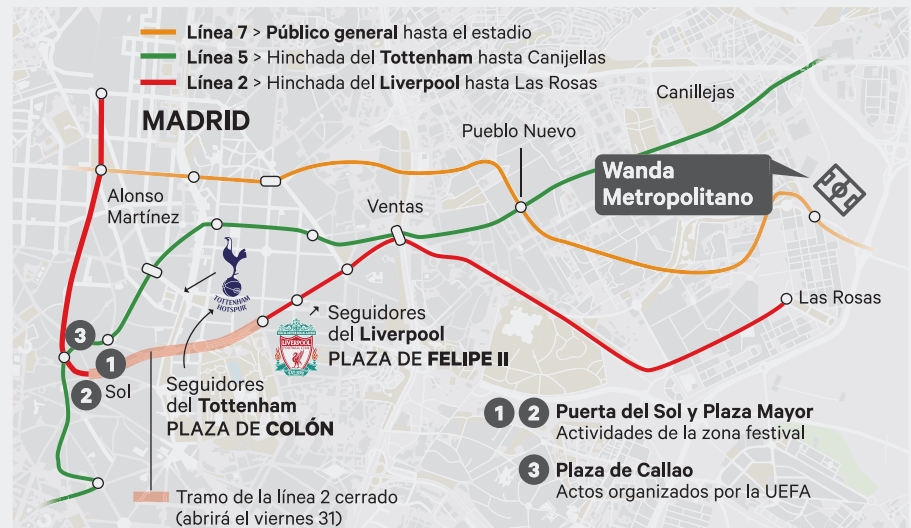 Línea 7 > Público general hasta el estadio
Línea 5 > Hinchada del Tottenham hasta Canijellas
Línea 2 > Hinchada del Liverpool hasta Las Rosas
MADRID
Canillejas
Pueblo Nuevo
Wanda
Metropolitano
Alonso
Martínez
Ventas
TOTTENHAM
HOTSPUR
Las Rosas
Seguidores
del Liverpool
PLAZA DE FELIPE II
LIVERPOOL
3
1
2 Sol
Seguidores
del Tottenham
PLAZA DE COLÓN
1 2 Puerta del Sol y Plaza Mayor
Actividades de la zona festival
3 Plaza de Callao
Actos organizados por la UEFA
Tramo de la línea 2 cerrado
(abrirá el viernes 31)